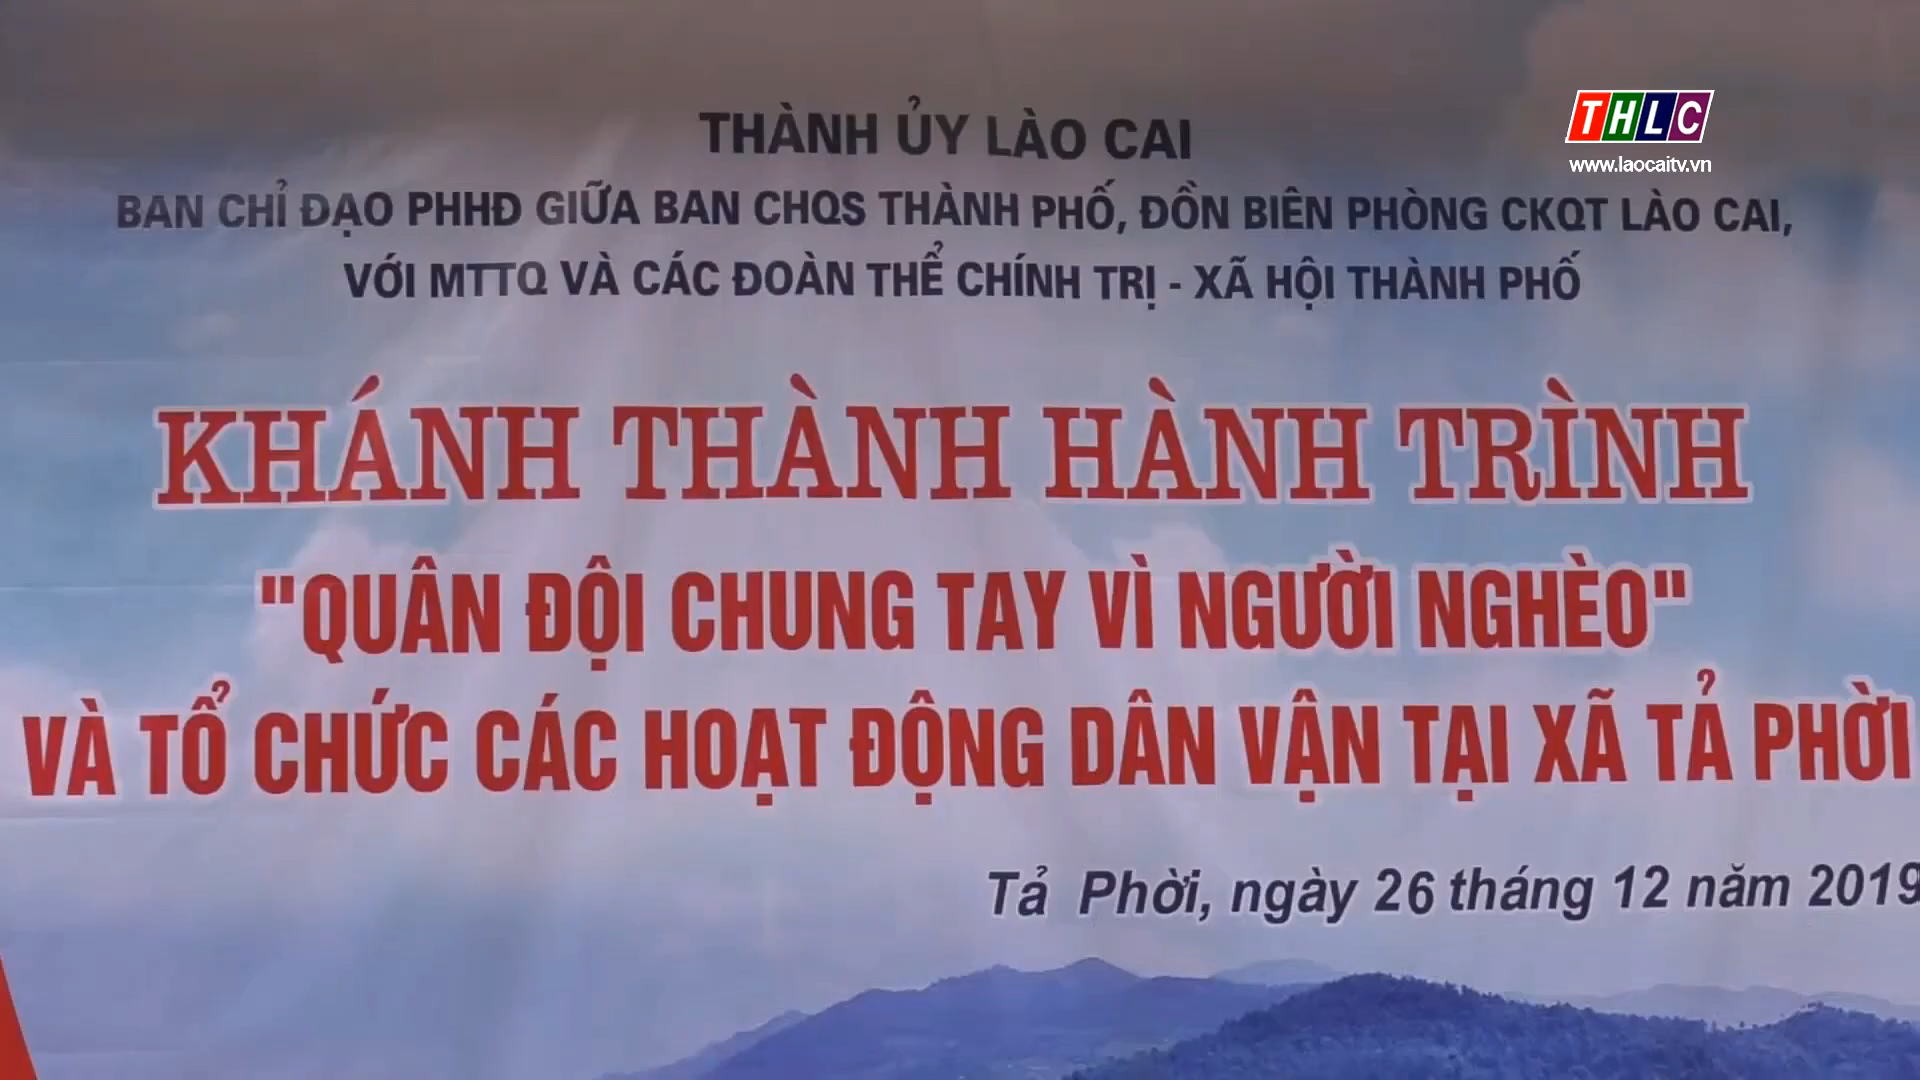 THLC
www.laocaitv.vn
THÀNH ỦY LÀO CAI
BAN CHỈ ĐẠO PHHĐ GIỮA BAN CHQS THÀNH PHỐ, ĐỒN BIÊN PHÒNG CKQT LÀO CAI,
VỚI MTTQ VÀ CÁC ĐOÀN THỂ CHÍNH TRỊ - XÃ HỘI THÀNH PHỐ
KHÁNH THÀNH HÀNH TRÌNH
"QUÂN ĐỘI CHUNG TAY VÌ NGƯỜI NGHÈO"
VÀ TỔ CHỨC CÁC HOẠT ĐỘNG DÂN VẬN TẠI XÃ TẢ PHỜI
Tả Phời, ngày 26 tháng 12 năm 2019